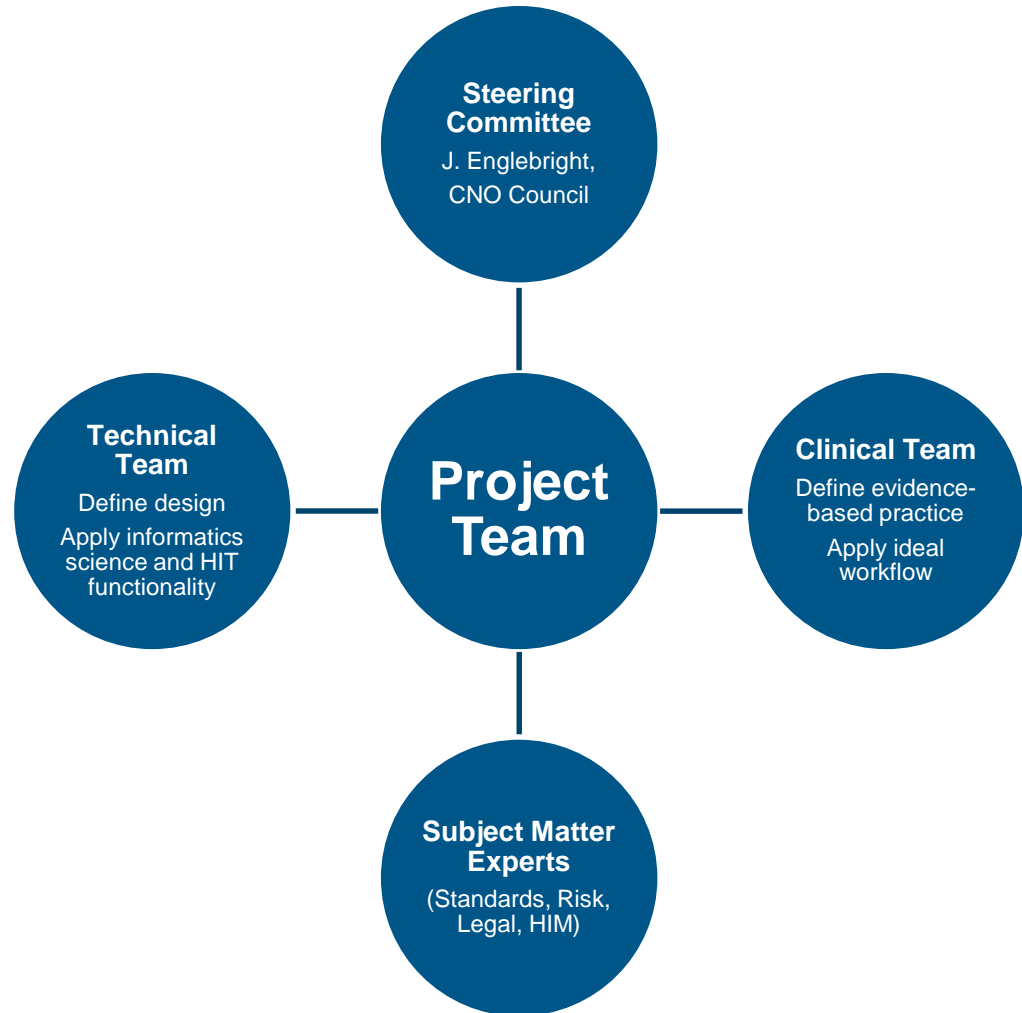 Steering
Committee
J. Englebright,
CNO Council
Technical
Team
Define design
Apply informatics
science and HIT
functionality
Project
Team
Clinical Team
Define evidence-
based practice
Apply ideal
workflow
Subject Matter
Experts
(Standards, Risk,
Legal, HIM)